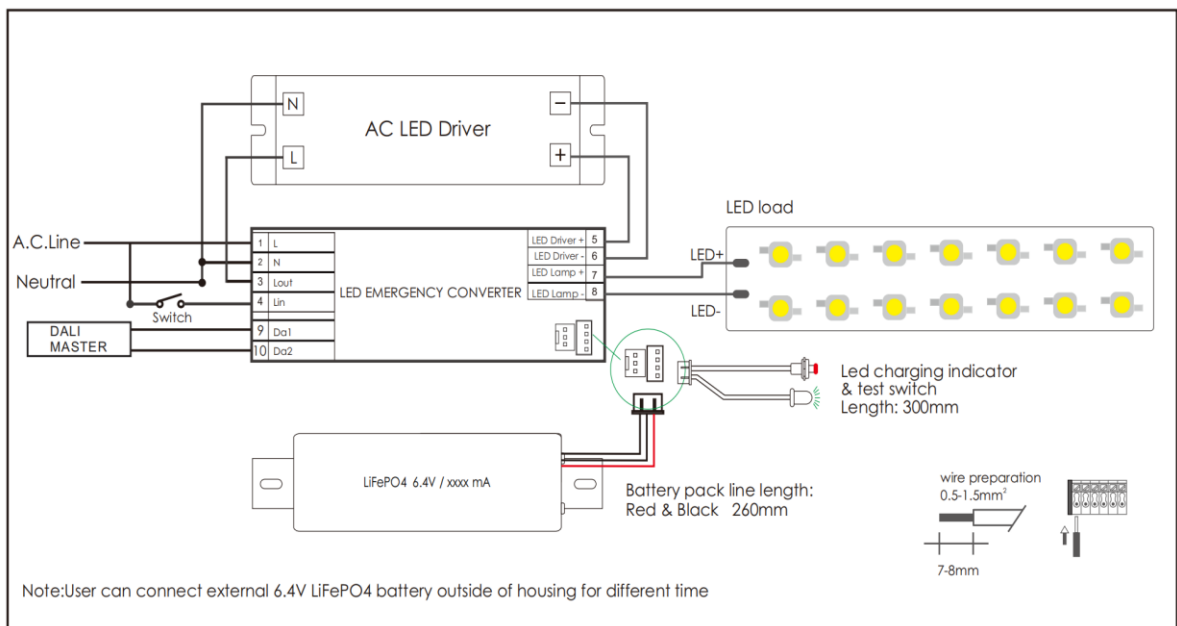 N
−
AC LED Driver
L
+
A.C.Line
Neutral
Switch
DALI
MASTER
1 L
2 N
3 Lout
4 Lin
9 Da1
10 Da2
LED EMERGENCY CONVERTER
LED Driver + 5
LED Driver - 6
LED Lamp + 7
LED Lamp - 8
LED load
LED+
LED-
Led charging indicator
& test switch
Length: 300mm
LiFePO4 6.4V / xxxx mA
Battery pack line length:
Red & Black 260mm
wire preparation
0.5-1.5mm²
7-8mm
Note:User can connect external 6.4V LiFePO4 battery outside of housing for different time